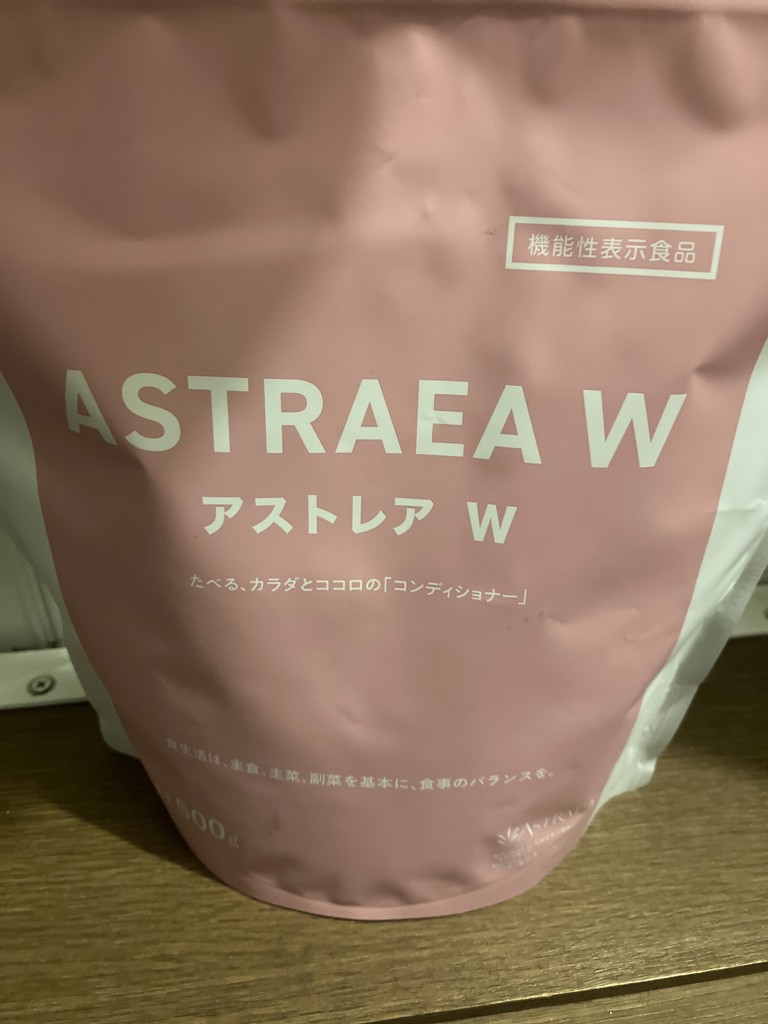 機能性表示食品
ASTRAEA W
アストレア W
たべる、カラダとココロの「コンディショナー」
食生活は、主食、主菜、副菜を基本に、食事のバランスを。
500g